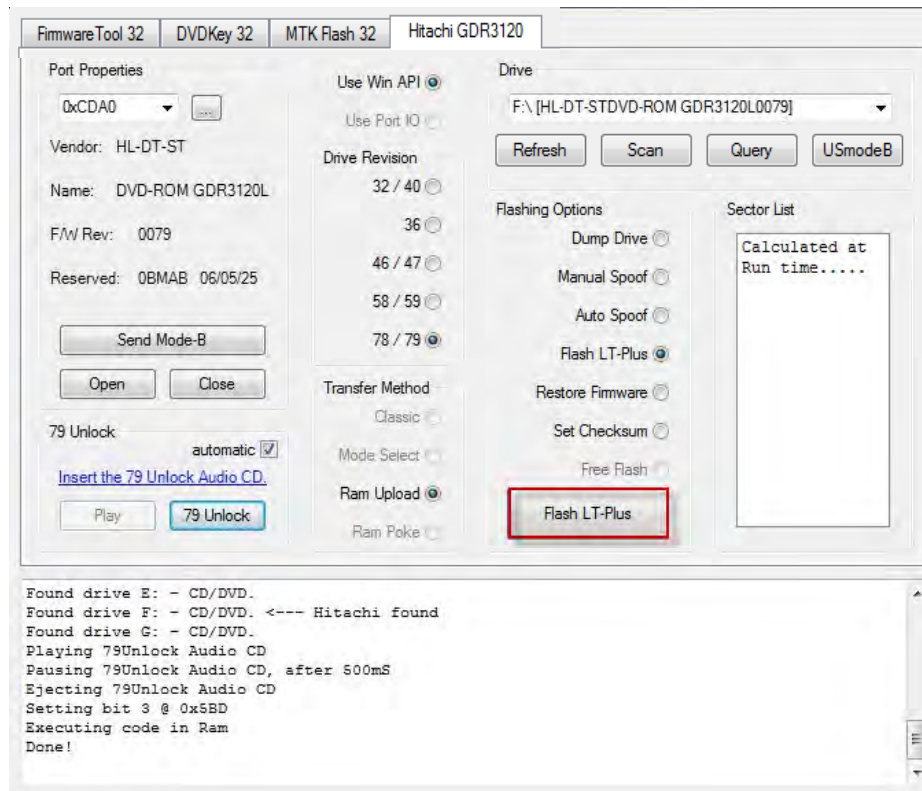 FirmwareTool 32 DVDKey 32 MTK Flash 32 Hitachi GDR3120
Port Properties
0xCDA0 ...
Vendor: HL-DT-ST
Name: DVD-ROM GDR3120L
F/W Rev: 0079
Reserved: 0BMAB 06/05/25
Send Mode-B
Open Close
79 Unlock
automatic
Insert the 79 Unlock Audio CD.
Play 79 Unlock
Use Win API
Use Port IO
Drive Revision
32 / 40
36
46 / 47
58 / 59
78 / 79
Transfer Method
Classic
Mode Select
Ram Upload
Ram Poke
Drive
F:\ [HL-DT-STDVD-ROM GDR3120L0079]
Refresh Scan Query USmodeB
Flashing Options
Dump Drive
Manual Spoof
Auto Spoof
Flash LT-Plus
Restore Firmware
Set Checksum
Free Flash
Flash LT-Plus
Sector List
Calculated at
Run time.....
Found drive E: - CD/DVD.
Found drive F: - CD/DVD. <--- Hitachi found
Found drive G: - CD/DVD.
Playing 79Unlock Audio CD
Pausing 79Unlock Audio CD, after 500mS
Ejecting 79Unlock Audio CD
Setting bit 3 @ 0x5BD
Executing code in Ram
Done!